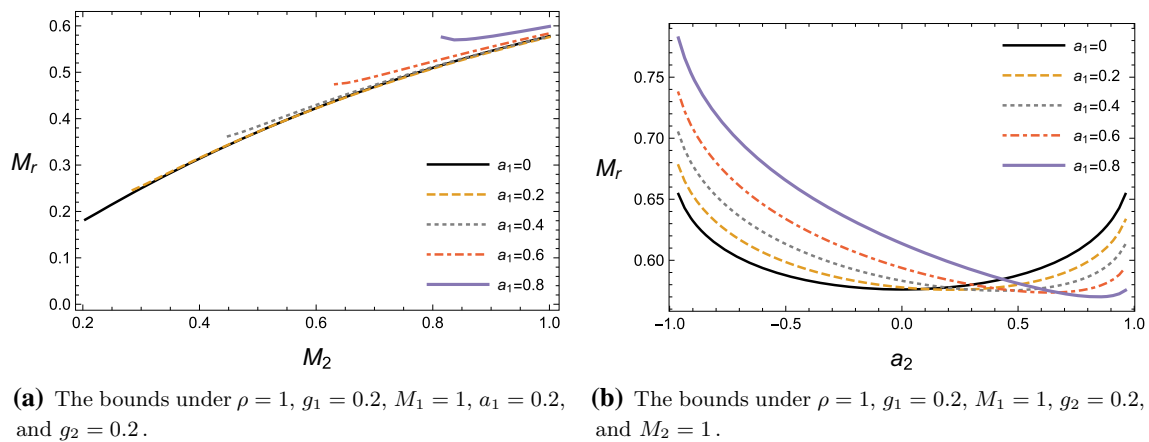 0.6
0.5
0.4
M_r 0.3
0.2
0.1
0.0
0.2 0.4 0.6 0.8 1.0
M_2
a_1=0
a_1=0.2
a_1=0.4
a_1=0.6
a_1=0.8
0.75
0.70
M_r
0.65
0.60
-1.0 -0.5 0.0 0.5 1.0
a_2
a_1=0
a_1=0.2
a_1=0.4
a_1=0.6
a_1=0.8
(a) The bounds under ρ = 1, g_1 = 0.2, M_1 = 1, a_1 = 0.2,
and g_2 = 0.2.
(b) The bounds under ρ = 1, g_1 = 0.2, M_1 = 1, g_2 = 0.2,
and M_2 = 1.